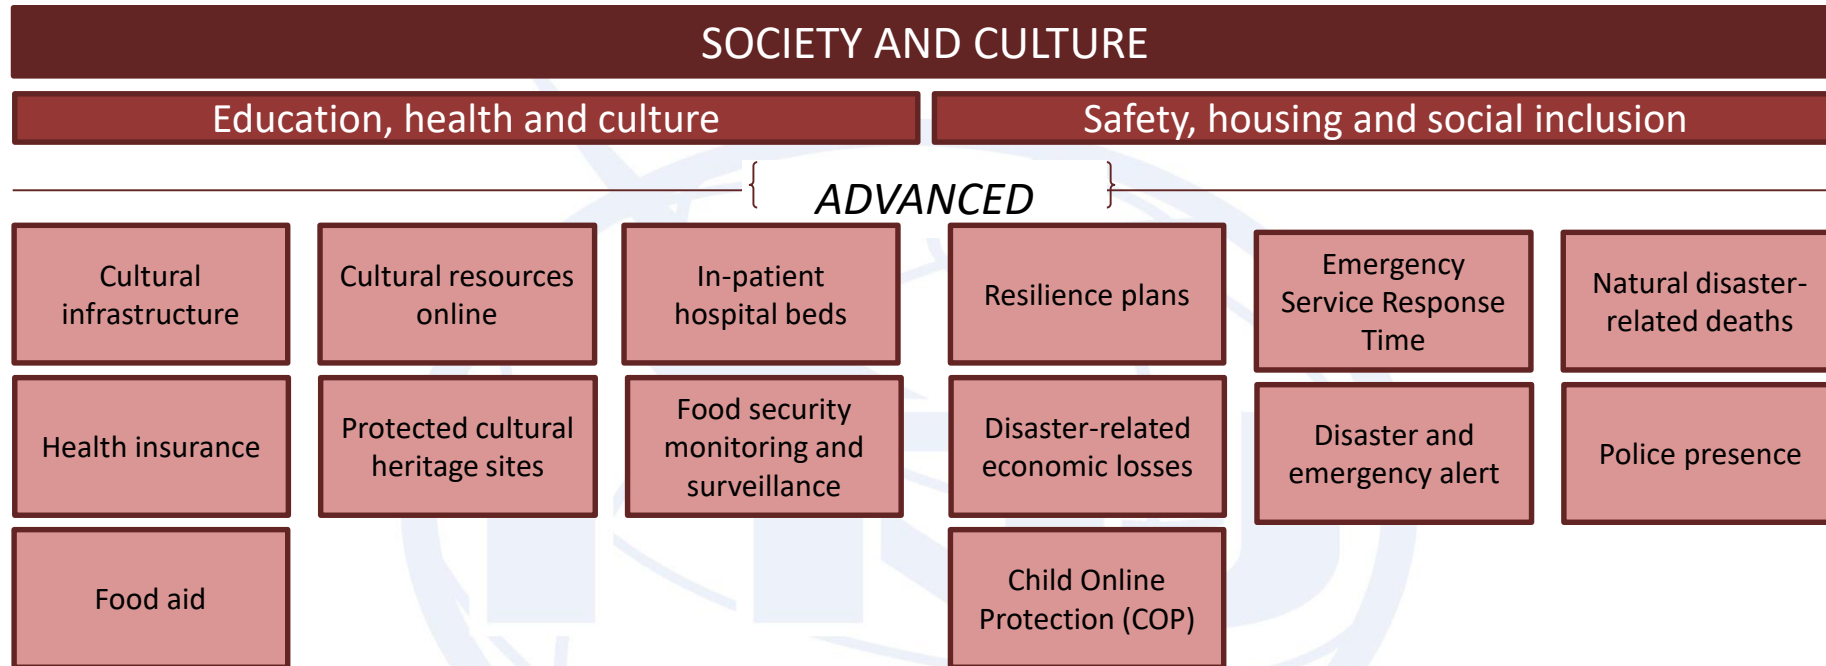 SOCIETY AND CULTURE
Education, health and culture
Safety, housing and social inclusion
ADVANCED
Cultural
infrastructure
Cultural resources
online
In-patient
hospital beds
Resilience plans
Emergency
Service Response
Time
Natural disaster-
related deaths
Health insurance
Protected cultural
heritage sites
Food security
monitoring and
surveillance
Disaster-related
economic losses
Disaster and
emergency alert
Police presence
Food aid
Child Online
Protection (COP)